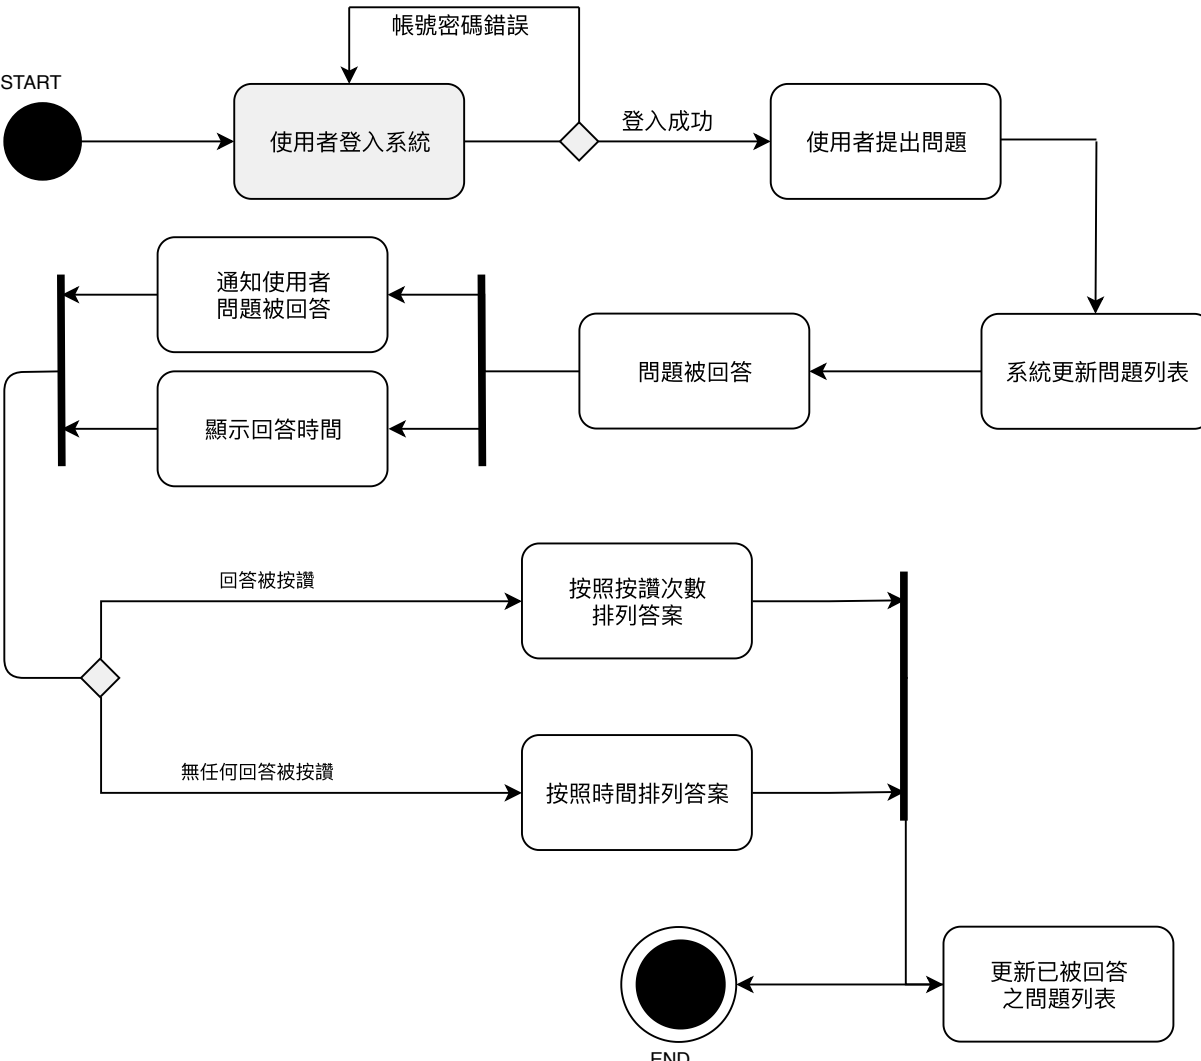 帳號密碼錯誤
START
登入成功
使用者登入系統
使用者提出問題
通知使用者
問題被回答
問題被回答
系統更新問題列表
顯示回答時間
回答被按讚
按照按讚次數
排列答案
無任何回答被按讚
按照時間排列答案
更新已被回答
之問題列表
END